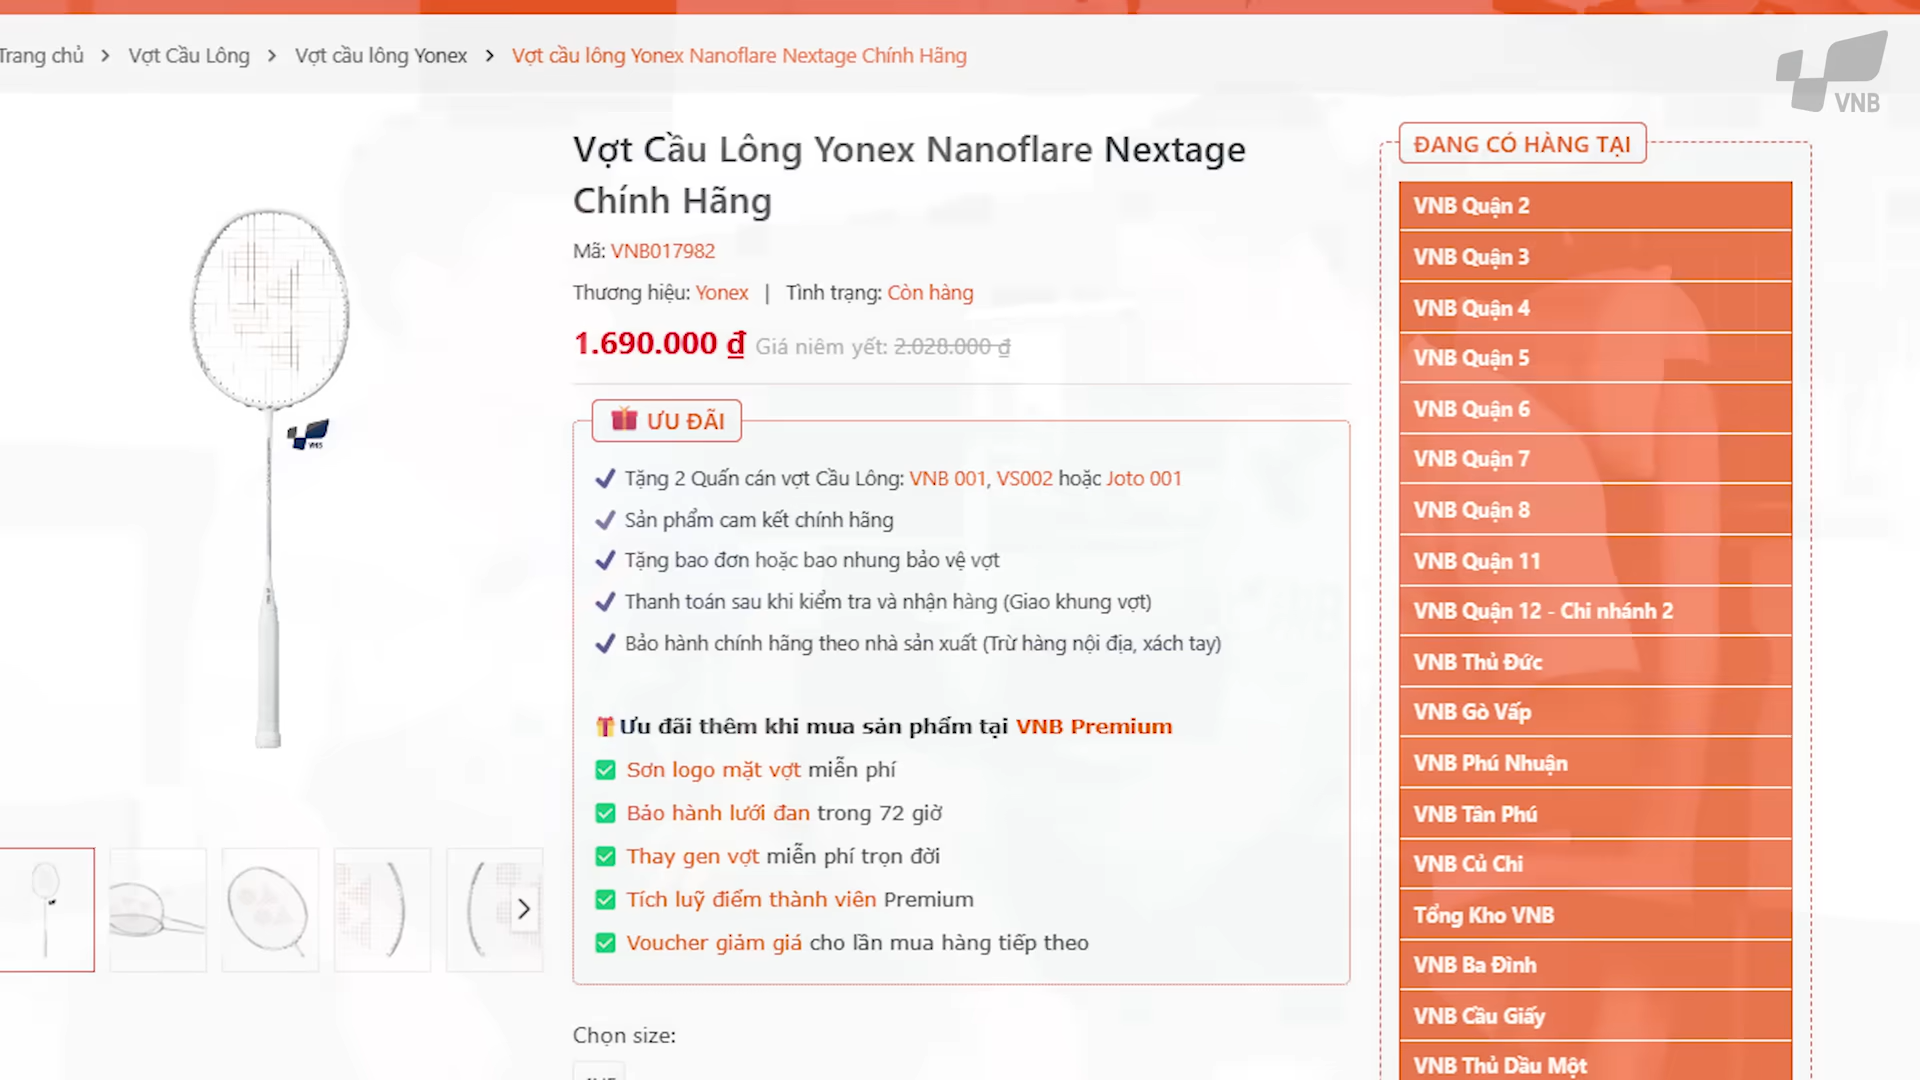 Trang chủ > Vợt Cầu Lông > Vợt cầu lông Yonex > Vợt cầu lông Yonex Nanoflare Nextage Chính Hãng
VNB
Vợt Cầu Lông Yonex Nanoflare Nextage
Chính Hãng
Mã: VNB017982
Thương hiệu: Yonex | Tình trạng: Còn hàng
1.690.000 ₫ Giá niêm yết: 2.028.000 ₫
ƯU ĐÃI
Tặng 2 Quấn cán vợt Cầu Lông: VNB 001, VS002 hoặc Joto 001
Sản phẩm cam kết chính hãng
Tặng bao đơn hoặc bao nhung bảo vệ vợt
Thanh toán sau khi kiểm tra và nhận hàng (Giao khung vợt)
Bảo hành chính hãng theo nhà sản xuất (Trừ hàng nội địa, xách tay)
Ưu đãi thêm khi mua sản phẩm tại VNB Premium
Sơn logo mặt vợt miễn phí
Bảo hành lưới đan trong 72 giờ
Thay gen vợt miễn phí trọn đời
Tích luỹ điểm thành viên Premium
Voucher giảm giá cho lần mua hàng tiếp theo
Chọn size:
ĐANG CÓ HÀNG TẠI
VNB Quận 2
VNB Quận 3
VNB Quận 4
VNB Quận 5
VNB Quận 6
VNB Quận 7
VNB Quận 8
VNB Quận 11
VNB Quận 12 - Chi nhánh 2
VNB Thủ Đức
VNB Gò Vấp
VNB Phú Nhuận
VNB Tân Phú
VNB Củ Chi
Tổng Kho VNB
VNB Ba Đình
VNB Cầu Giấy
VNB Thủ Dầu Một
VNB